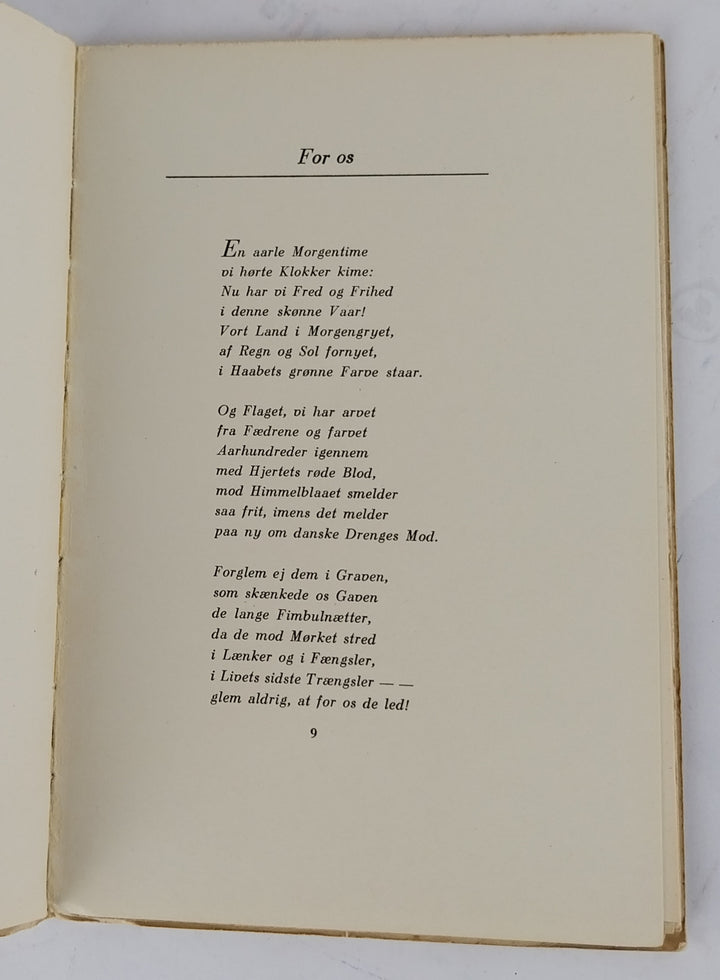 For os
En aarle Morgentime
vi hørte Klokker kime:
Nu har vi Fred og Frihed
i denne skønne Vaar!
Vort Land i Morgengryet,
af Regn og Sol fornyet,
i Haabets grønne Farve staar.
Og Flaget, vi har arvet
fra Fædrene og farvet
Aarhundreder igennem
med Hjertets røde Blod,
mod Himmelblaaet smelder
saa frit, imens det melder
paa ny om danske Drenges Mod.
Forglem ej dem i Graven,
som skænkede os Gaven
de lange Fimbulnætter,
da de mod Mørket stred
i Lænker og i Fængsler,
i Livets sidste Trængsler — —
glem aldrig, at for os de led!
9